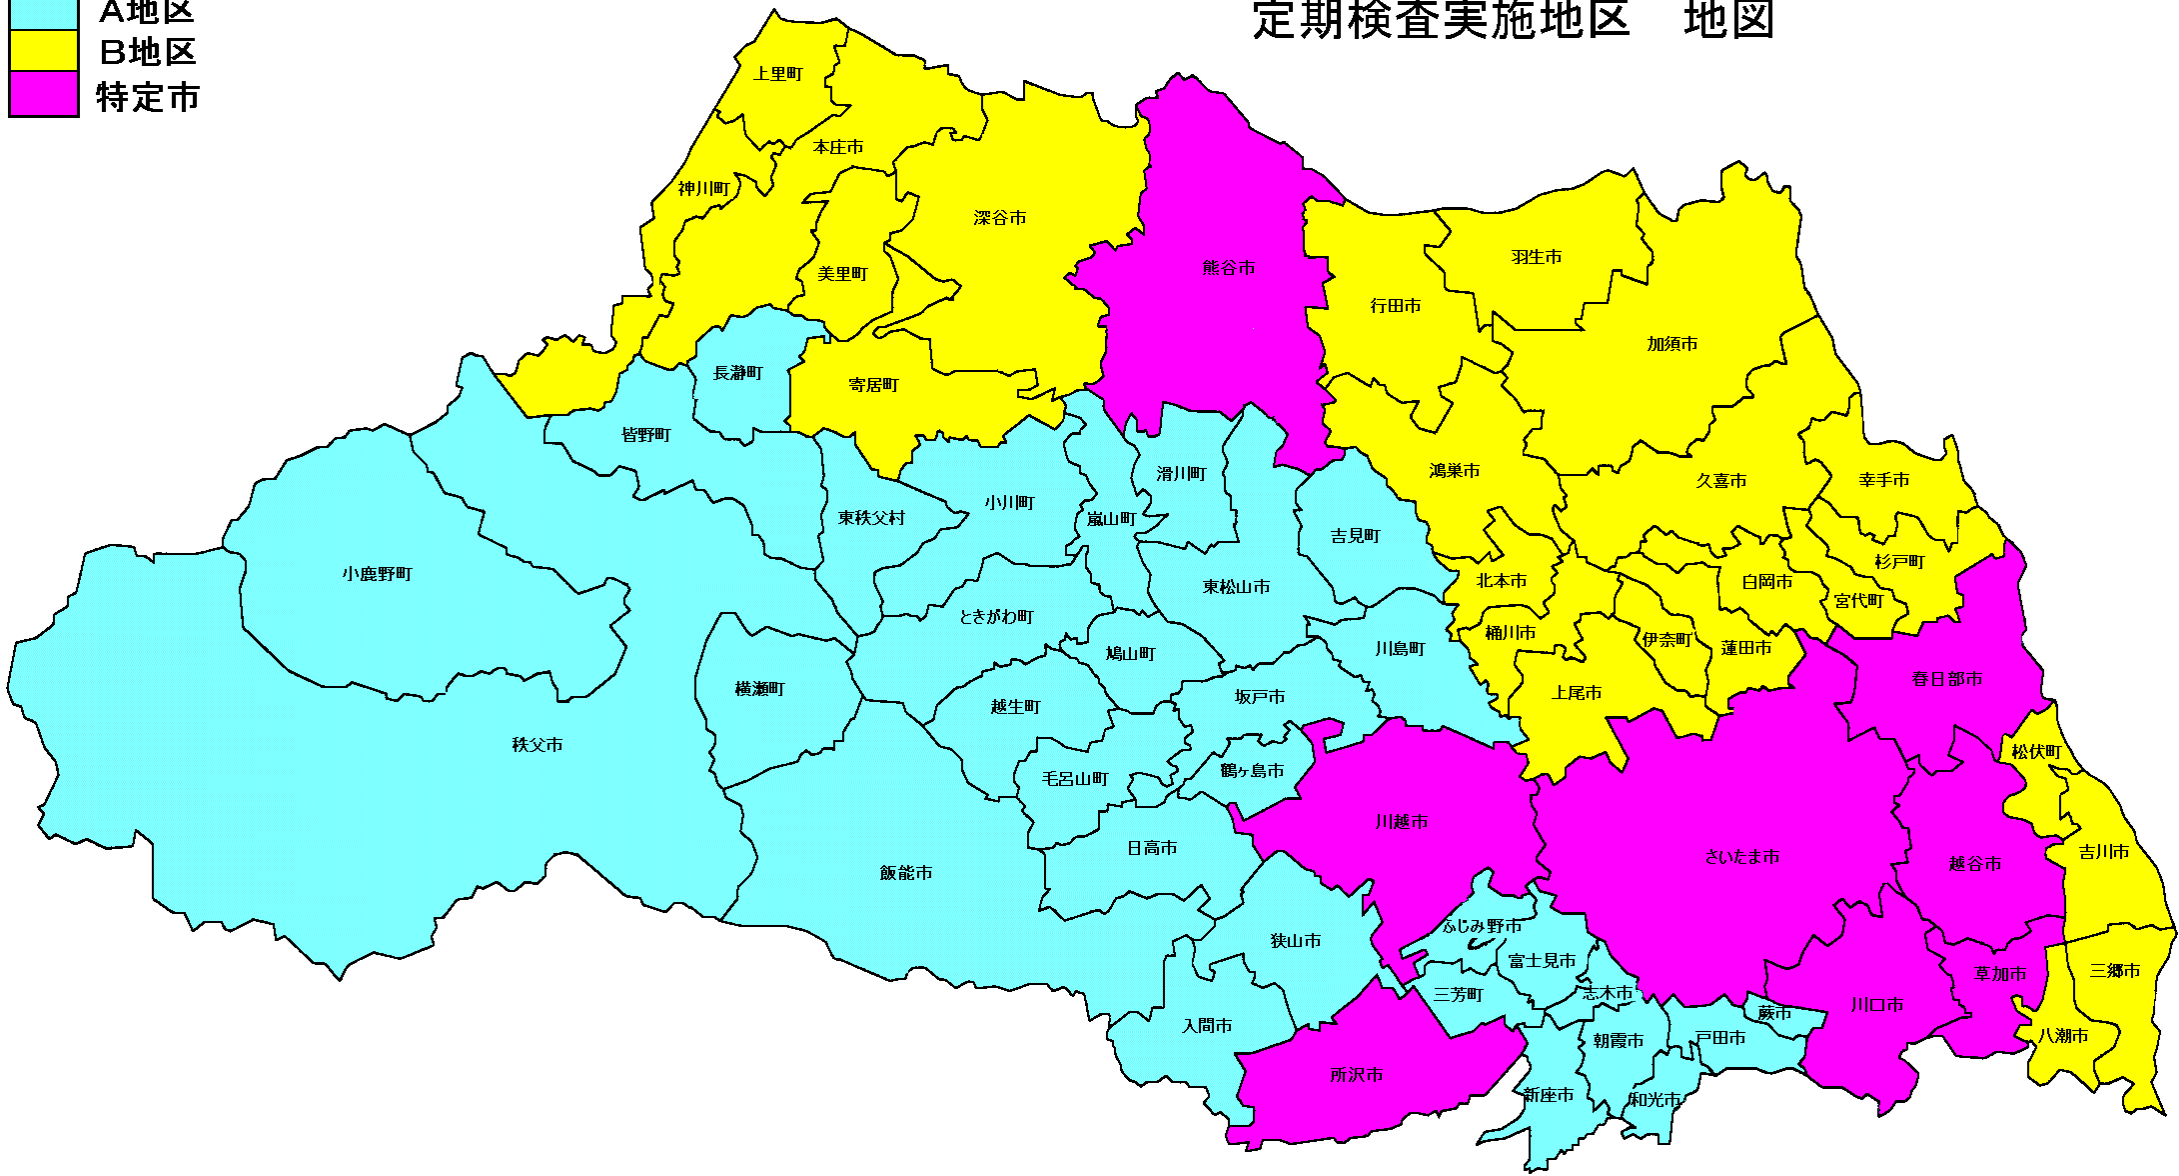 A地区
定期検査実施地区　地図
B地区
特定市
上里町
本庄市
神川町
深谷市
美里町
熊谷市
羽生市
行田市
加須市
長瀞町
寄居町
皆野町
滑川町
鴻巣市
久喜市
幸手市
小川町
嵐山町
東秩父村
吉見町
小鹿野町
東松山市
北本市
白岡市
杉戸町
宮代町
ときがわ町
桶川市
伊奈町
蓮田市
鳩山町
川島町
横瀬町
坂戸市
上尾市
春日部市
越生町
秩父市
松伏町
毛呂山町
鶴ヶ島市
川越市
日高市
さいたま市
越谷市
吉川市
飯能市
狭山市
ふじみ野市
富士見市
三芳町
志木市
草加市
三郷市
入間市
川口市
蕨市
朝霞市
戸田市
八潮市
所沢市
新座市
和光市